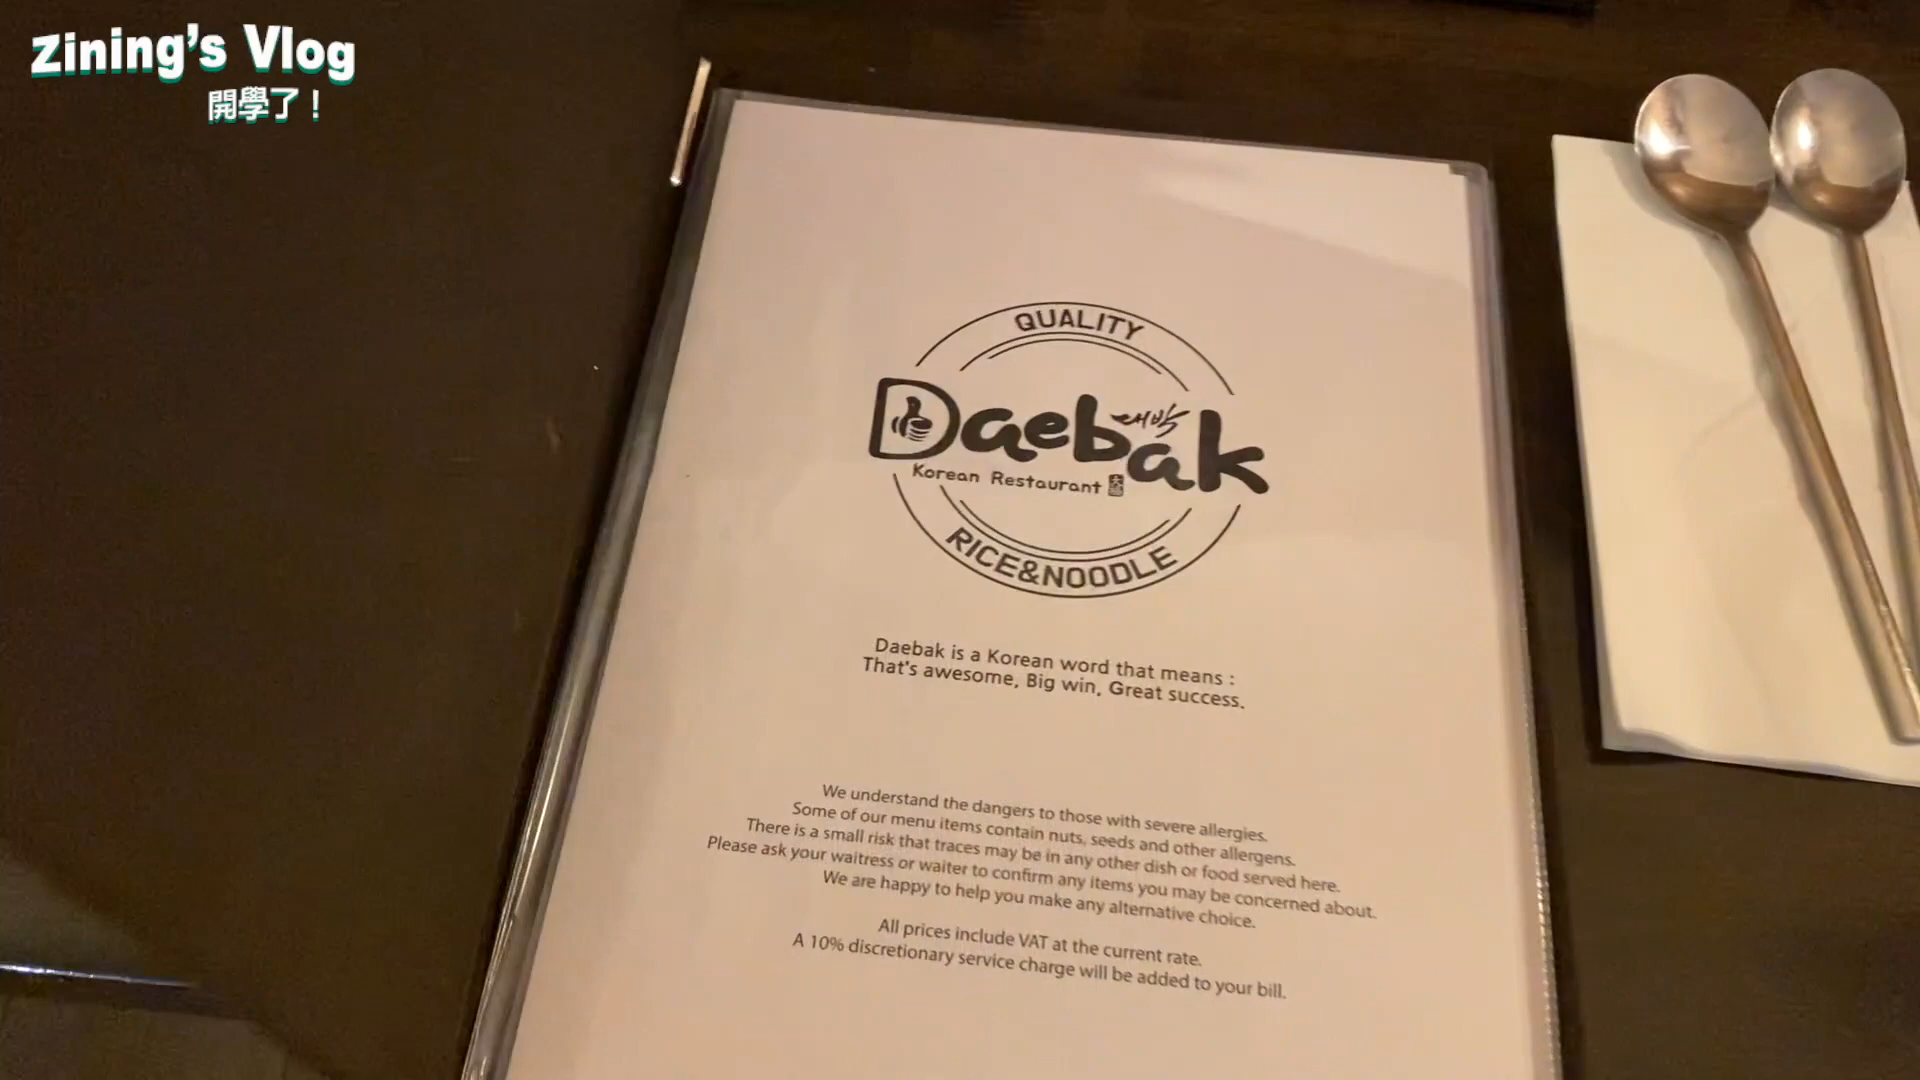 Zining's Vlog
開學了！
QUALITY
Daebak
대박
Korean Restaurant
RICE&NOODLE
Daebak is a Korean word that means :
That's awesome, Big win, Great success.
We understand the dangers to those with severe allergies.
Some of our menu items contain nuts, seeds and other allergens.
There is a small risk that traces may be in any other dish or food served here.
Please ask your waitress or waiter to confirm any items you may be concerned about.
We are happy to help you make any alternative choice.
All prices include VAT at the current rate.
A 10% discretionary service charge will be added to your bill.